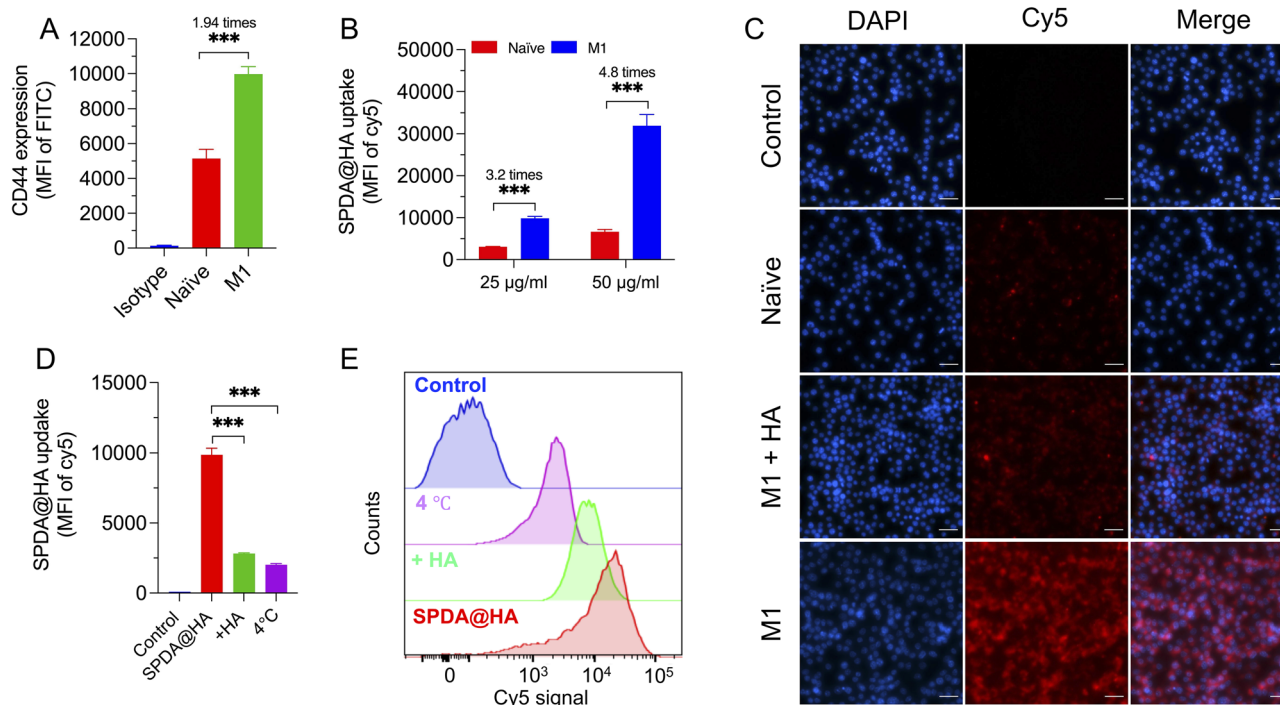 A
1.94 times
***
CD44 expression
(MFI of FITC)
12000
10000
8000
6000
4000
2000
0
Isotype
Naïve
M1
B
Naïve
M1
SPDA@HA uptake
(MFI of cy5)
50000
40000
30000
20000
10000
0
3.2 times
***
4.8 times
***
25 µg/ml
50 µg/ml
C
DAPI
Cy5
Merge
Control
Naïve
M1 + HA
M1
D
SPDA@HA updake
(MFI of cy5)
15000
10000
5000
0
***
***
Control
SPDA@HA
+HA
4°C
E
Counts
Control
4 °C
+ HA
SPDA@HA
0
10³
10⁴
10⁵
Cy5 signal